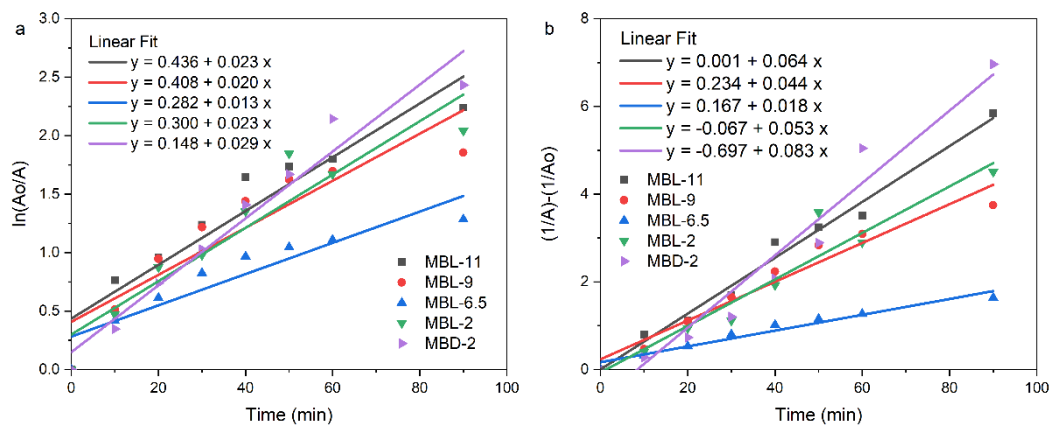 a
ln(Ao/A)
3.0
2.5
2.0
1.5
1.0
0.5
0.0
Linear Fit
y = 0.436 + 0.023 x
y = 0.408 + 0.020 x
y = 0.282 + 0.013 x
y = 0.300 + 0.023 x
y = 0.148 + 0.029 x
MBL-11
MBL-9
MBL-6.5
MBL-2
MBD-2
0 20 40 60 80 100
Time (min)
b
(1/A)-(1/Ao)
8
6
4
2
0
Linear Fit
y = 0.001 + 0.064 x
y = 0.234 + 0.044 x
y = 0.167 + 0.018 x
y = -0.067 + 0.053 x
y = -0.697 + 0.083 x
MBL-11
MBL-9
MBL-6.5
MBL-2
MBD-2
0 20 40 60 80 100
Time (min)